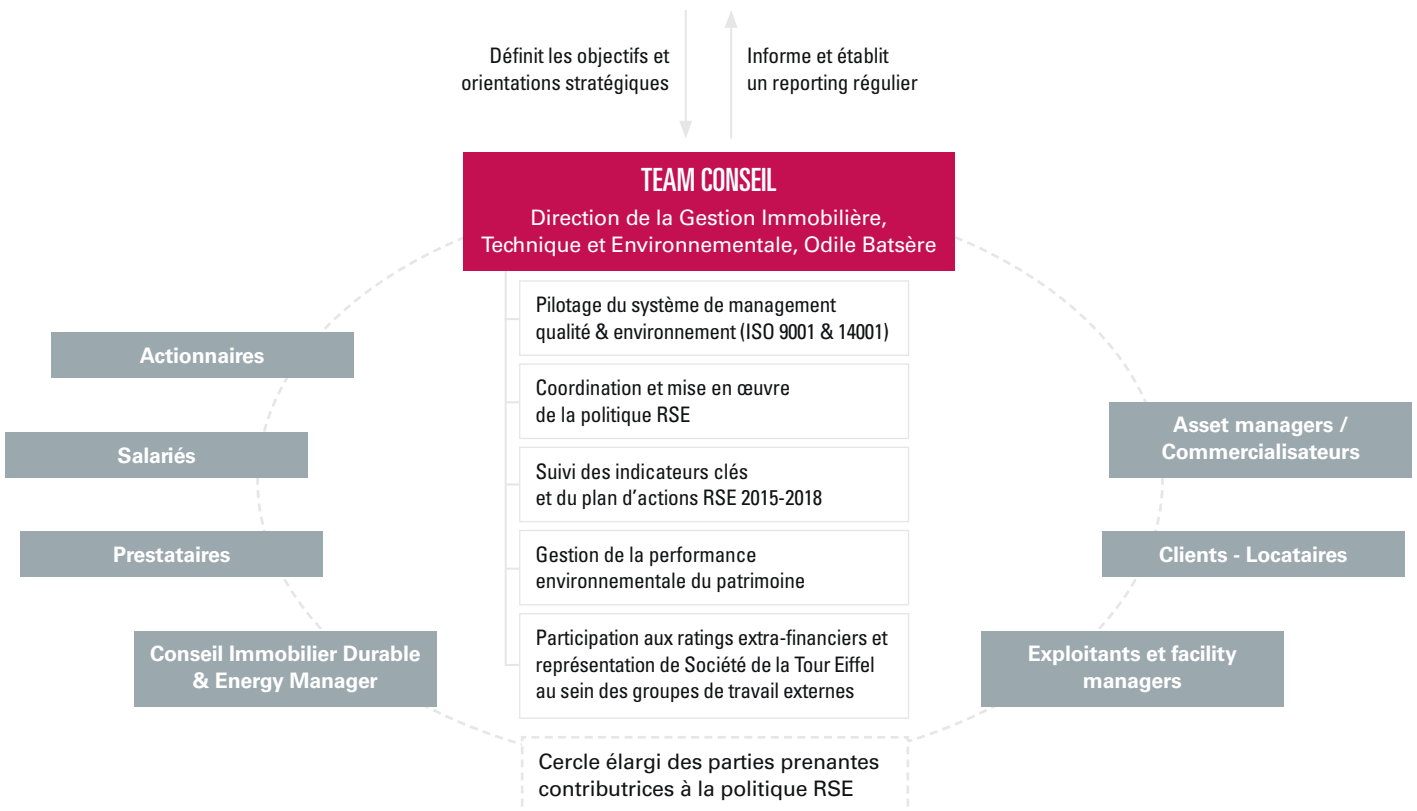 Définit les objectifs et
orientations stratégiques
Informe et établit
un reporting régulier
TEAM CONSEIL
Direction de la Gestion Immobilière,
Technique et Environnementale, Odile Batsère
Pilotage du système de management
qualité & environnement (ISO 9001 & 14001)
Coordination et mise en œuvre
de la politique RSE
Suivi des indicateurs clés
et du plan d’actions RSE 2015-2018
Gestion de la performance
environnementale du patrimoine
Participation aux ratings extra-financiers et
représentation de Société de la Tour Eiffel
au sein des groupes de travail externes
Actionnaires
Salariés
Prestataires
Conseil Immobilier Durable
& Energy Manager
Asset managers /
Commercialisateurs
Clients - Locataires
Exploitants et facility
managers
Cercle élargi des parties prenantes
contributrices à la politique RSE